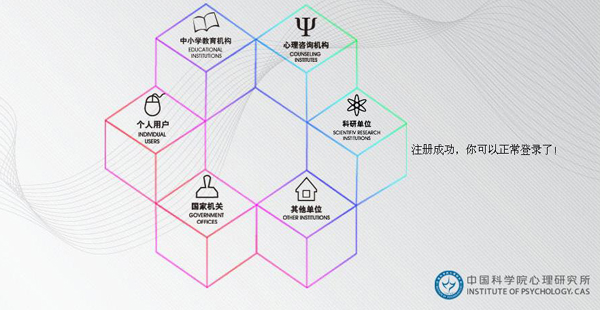 中小学教育机构
EDUCATIONAL
INSTITUTIONS
心理咨询机构
COUNSELING
INSTITUTES
个人用户
INDIVIDUAL
USERS
科研单位
SCIENTIFIV RESEARCH
INSTITUTIONS
注册成功，你可以正常登录了!
国家机关
GOVERNMENT
OFFICES
其他单位
OTHER INSTITUTIONS
中国科学院心理研究所
INSTITUTE OF PSYCHOLOGY,CAS